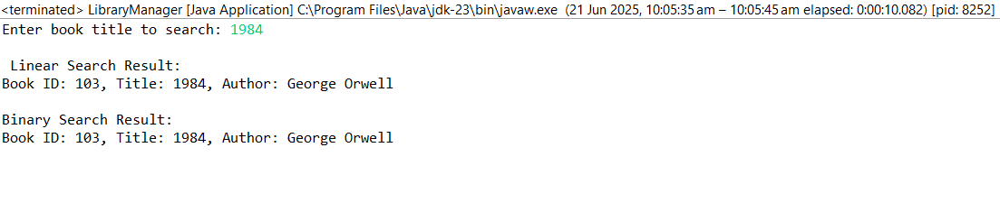 <terminated> LibraryManager [Java Application] C:\Program Files\Java\jdk-23\bin\javaw.exe (21 Jun 2025, 10:05:35 am – 10:05:45 am elapsed: 0:00:10.082) [pid: 8252]
Enter book title to search: 1984
Linear Search Result:
Book ID: 103, Title: 1984, Author: George Orwell
Binary Search Result:
Book ID: 103, Title: 1984, Author: George Orwell